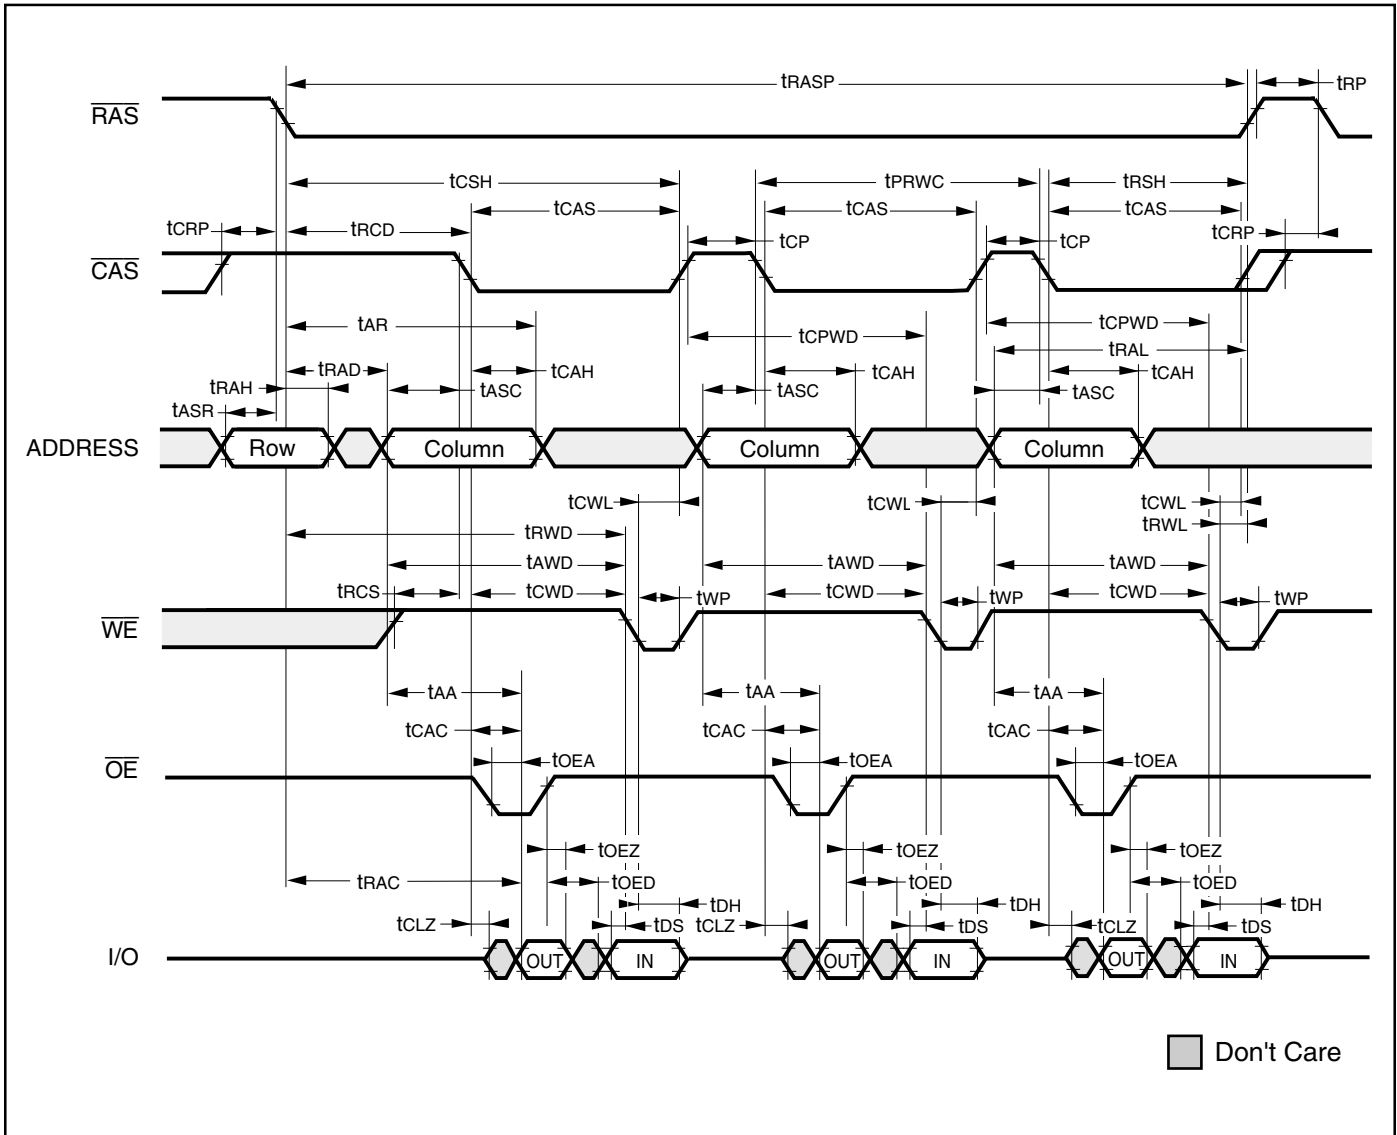 tRASP tRP
RAS
tCSH tPRWC tRSH
tCAS tCAS tCAS
tCRP tRCD tCP tCP tCRP
CAS
tAR tCPWD tCPWD
tRAL
tRAD tCAH tCAH tCAH
tRAH tASC tASC tASC
tASR
ADDRESS Row Column Column Column
tCWL tCWL tCWL
tRWD tRWL
tAWD tAWD tAWD
tRCS tCWD tWP tCWD tWP tCWD tWP
WE
tAA tAA tAA
tCAC tCAC tCAC
OE tOEA tOEA tOEA
tOEZ tOEZ tOEZ
tRAC tOED tOED tOED
tDH tDH tDH
tCLZ tDS tCLZ tDS tCLZ tDS
I/O OUT IN OUT IN OUT IN
Don't Care